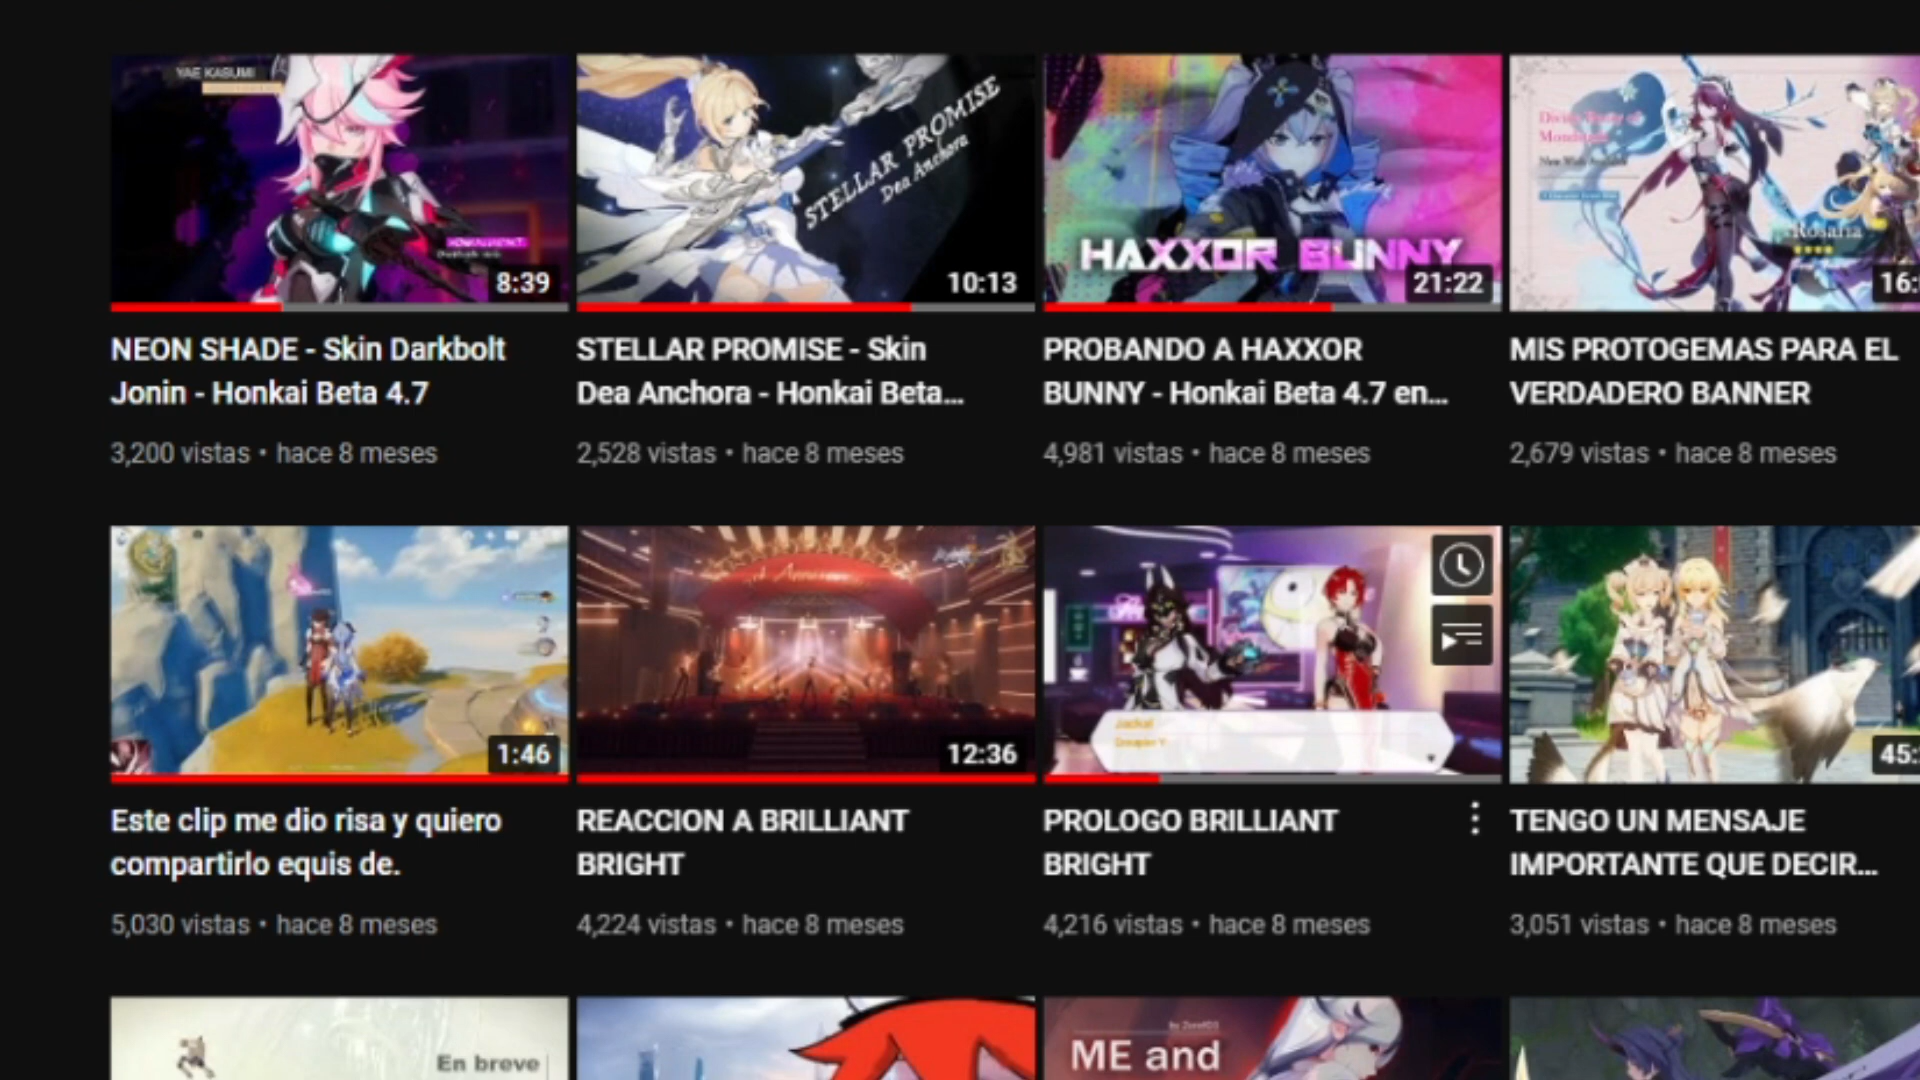 YAE KASUMI
8:39
NEON SHADE - Skin Darkbolt
Jonin - Honkai Beta 4.7
3,200 vistas • hace 8 meses
STELLAR PROMISE
Dea Anchora
10:13
STELLAR PROMISE - Skin
Dea Anchora - Honkai Beta...
2,528 vistas • hace 8 meses
HAXXOR BUNNY
21:22
PROBANDO A HAXXOR
BUNNY - Honkai Beta 4.7 en...
4,981 vistas • hace 8 meses
Rosaria
16:
MIS PROTOGEMAS PARA EL
VERDADERO BANNER
2,679 vistas • hace 8 meses
1:46
Este clip me dio risa y quiero
compartirlo equis de.
5,030 vistas • hace 8 meses
12:36
REACCION A BRILLIANT
BRIGHT
4,224 vistas • hace 8 meses
PROLOGO BRILLIANT
BRIGHT
4,216 vistas • hace 8 meses
45:
TENGO UN MENSAJE
IMPORTANTE QUE DECIR...
3,051 vistas • hace 8 meses
En breve
ME and